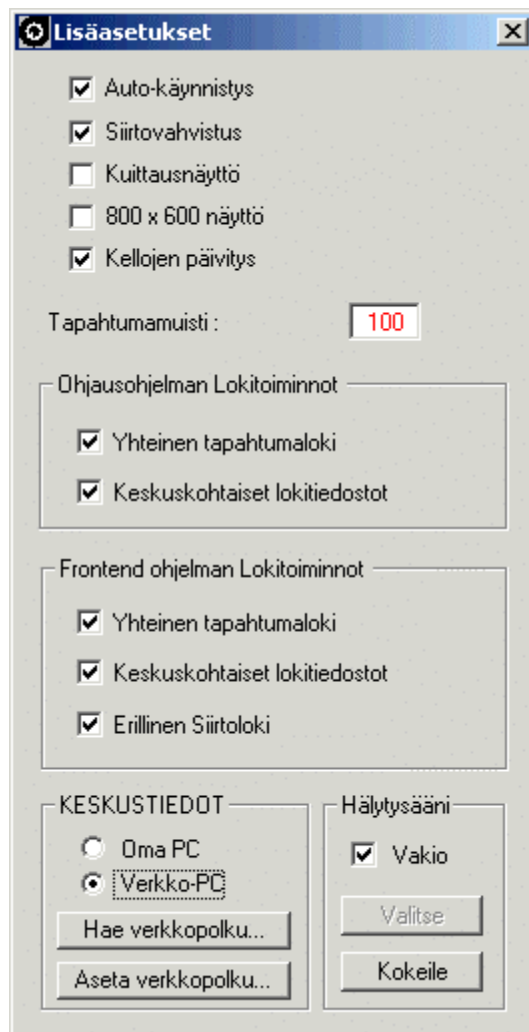 Lisäasetukset
Auto-käynnistys
Siirtovahvistus
Kuittausnäyttö
800 x 600 näyttö
Kellojen päivitys
Tapahtumamuisti : 100
Ohjausohjelman Lokitoiminnot
Yhteinen tapahtumaloki
Keskuskohtaiset lokitiedostot
Frontend ohjelman Lokitoiminnot
Yhteinen tapahtumaloki
Keskuskohtaiset lokitiedostot
Erillinen Siirtoloki
KESKUSTIEDOT
Oma PC
Verkko-PC
Hae verkkopolku...
Aseta verkkopolku...
Hälytysääni
Vakio
Valitse
Kokeile